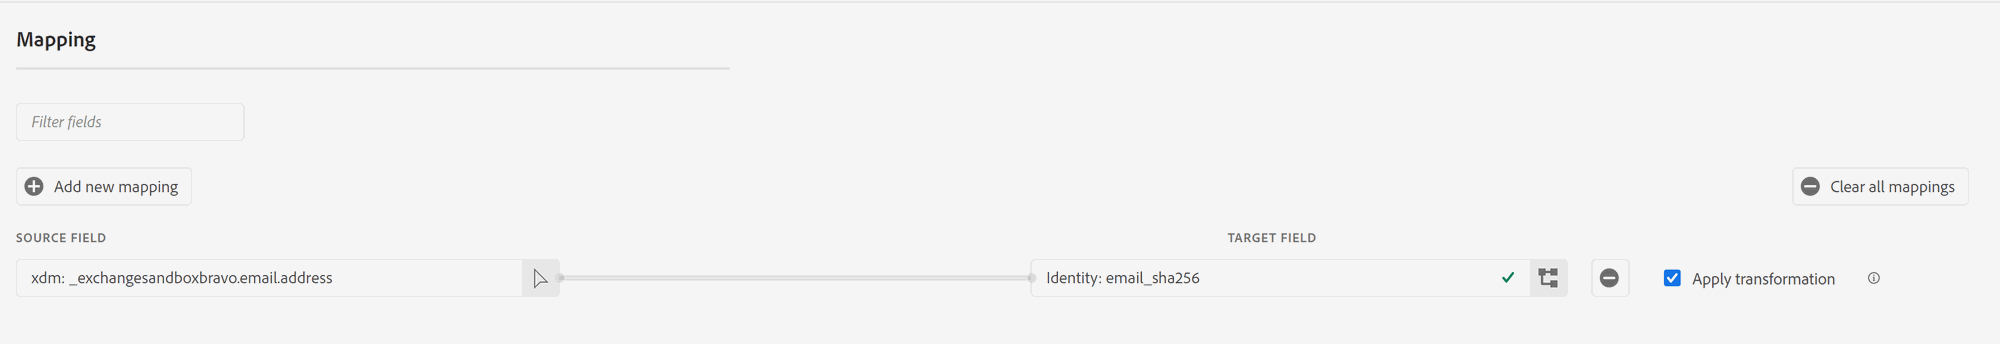 Mapping
Filter fields
Add new mapping
Clear all mappings
SOURCE FIELD
TARGET FIELD
xdm: _exchangesandboxbravo.email.address
Identity: email_sha256
Apply transformation